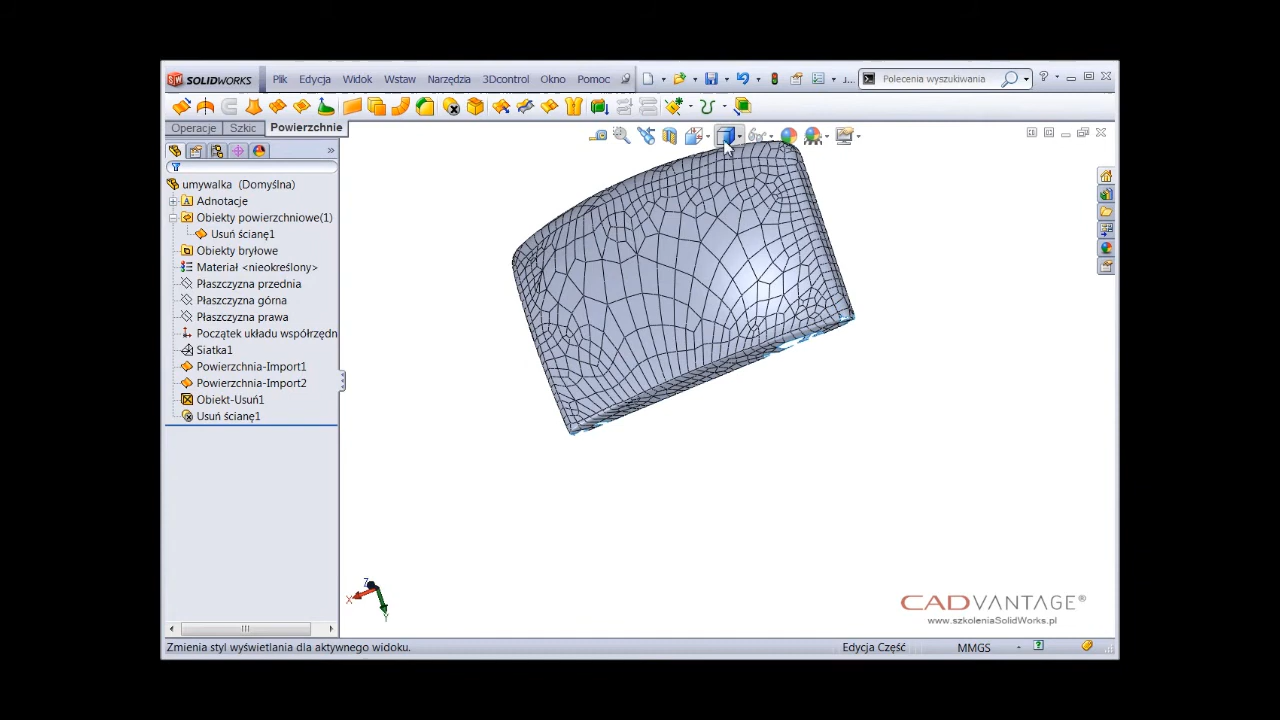 SOLIDWORKS Plik Edycja Widok Wstaw Narzędzia 3Dcontrol Okno Pomoc J... Polecenia wyszukiwania ?
Operacje Szkic Powierzchnie
»
umywalka (Domyślna)
A Adnotacje
Obiekty powierzchniowe(1)
Usuń ścianę1
Obiekty bryłowe
Materiał <nieokreślony>
Płaszczyzna przednia
Płaszczyzna górna
Płaszczyzna prawa
Początek układu współrzędn
Siatka1
Powierzchnia-Import1
Powierzchnia-Import2
Obiekt-Usuń1
Usuń ścianę1
Z
X
Y
CADVANTAGE®
www.szkoleniaSolidWorks.pl
Zmienia styl wyświetlania dla aktywnego widoku. Edycja Część MMGS - ?